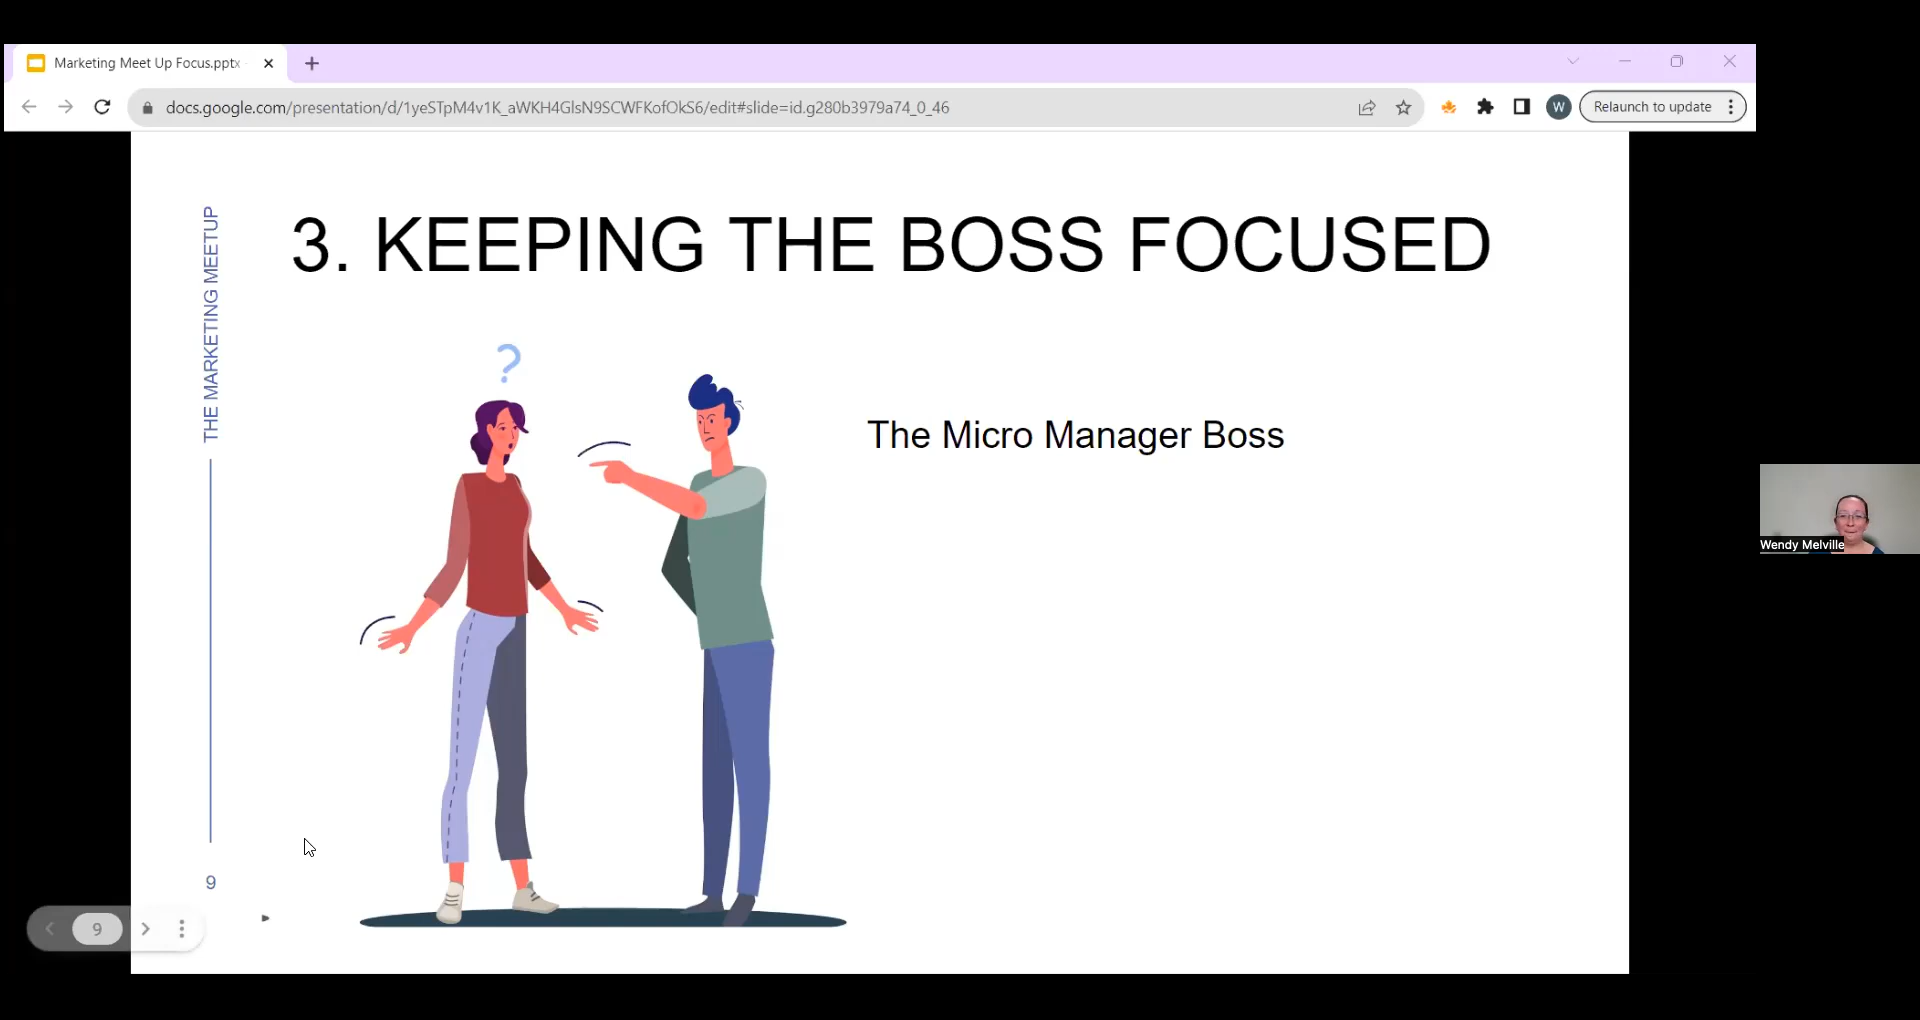 Marketing Meet Up Focus.pptx
docs.google.com/presentation/d/1yeSTpM4v1K_aWKH4GlsN9SCWFKofOkS6/edit#slide=id.g280b3979a74_0_46
W
Relaunch to update
THE MARKETING MEETUP
3. KEEPING THE BOSS FOCUSED
?
The Micro Manager Boss
Wendy Melville
9
9